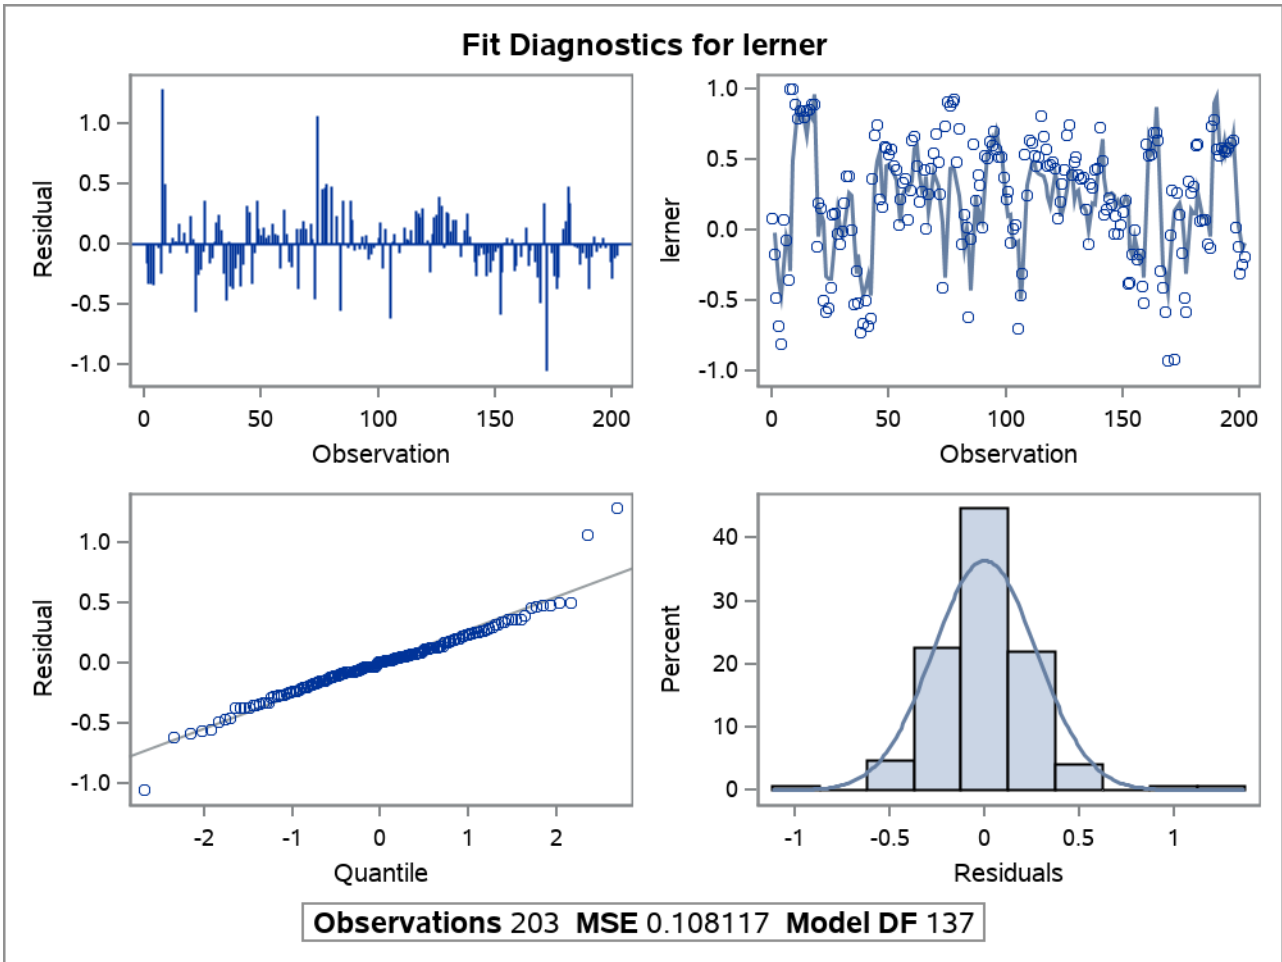 Fit Diagnostics for lerner
Residual
1.0
0.5
0.0
-0.5
-1.0
0 50 100 150 200
Observation
lerner
1.0
0.5
0.0
-0.5
-1.0
0 50 100 150 200
Observation
Residual
1.0
0.5
0.0
-0.5
-1.0
-2 -1 0 1 2
Quantile
Percent
40
30
20
10
0
-1 -0.5 0 0.5 1
Residuals
Observations 203 MSE 0.108117 Model DF 137